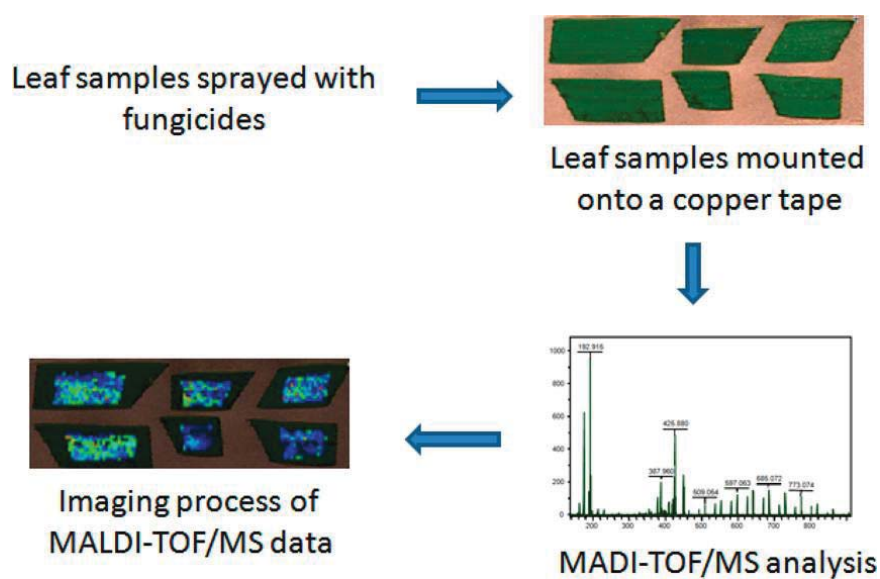 Leaf samples sprayed with
fungicides
Leaf samples mounted
onto a copper tape
192.915
425.880
387.960
509.064
597.063
685.072
773.074
1000
800
600
400
200
0
200 300 400 500 600 700 800
MADI-TOF/MS analysis
Imaging process of
MALDI-TOF/MS data